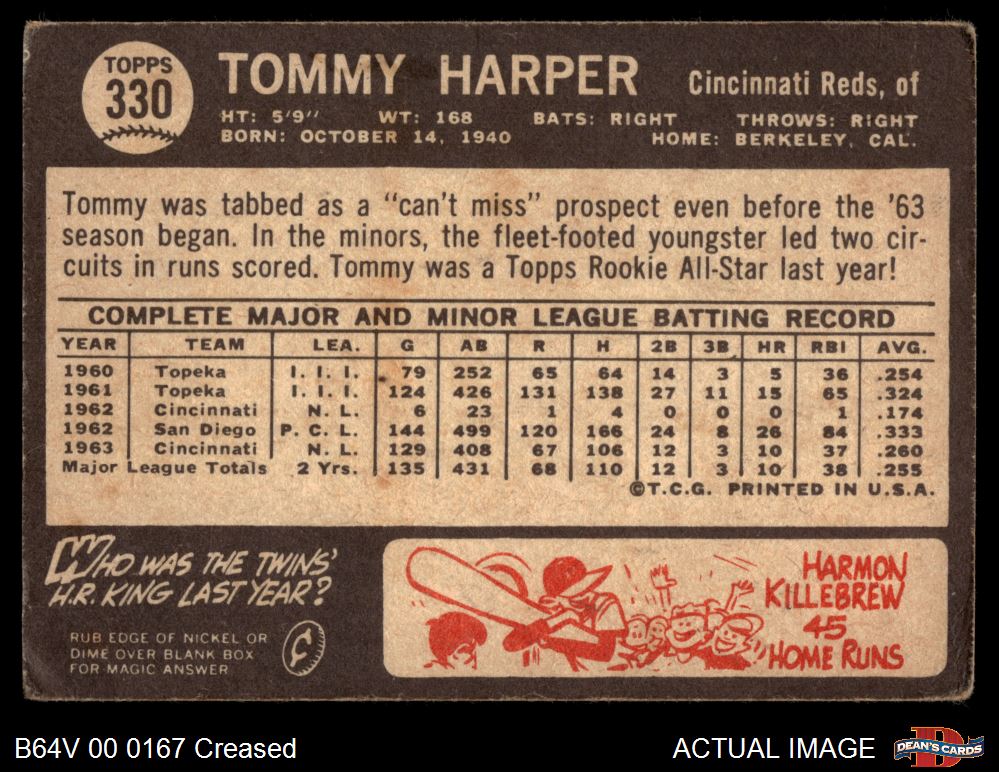 TOPPS
330
TOMMY HARPER Cincinnati Reds, of
HT: 5'9" WT: 168 BATS: RIGHT THROWS: RIGHT
BORN: OCTOBER 14, 1940 HOME: BERKELEY, CAL.
Tommy was tabbed as a "can't miss" prospect even before the '63
season began. In the minors, the fleet-footed youngster led two cir-
cuits in runs scored. Tommy was a Topps Rookie All-Star last year!
COMPLETE MAJOR AND MINOR LEAGUE BATTING RECORD
YEAR TEAM LEA. G AB R H 2B 3B HR RBI AVG.
1960 Topeka I. I. I. 79 252 65 64 14 3 5 36 .254
1961 Topeka I. I. I. 124 426 131 138 27 11 15 65 .324
1962 Cincinnati N. L. 6 23 1 4 0 0 0 1 .174
1962 San Diego P. C. L. 144 499 120 166 24 8 26 84 .333
1963 Cincinnati N. L. 129 408 67 106 12 3 10 37 .260
Major League Totals 2 Yrs. 135 431 68 110 12 3 10 38 .255
©T.C.G. PRINTED IN U.S.A.
WHO WAS THE TWINS'
H.R. KING LAST YEAR?
RUB EDGE OF NICKEL OR
DIME OVER BLANK BOX
FOR MAGIC ANSWER
HARMON
KILLEBREW
45
HOME RUNS
B64V 00 0167 Creased ACTUAL IMAGE
D
DEAN'S CARDS